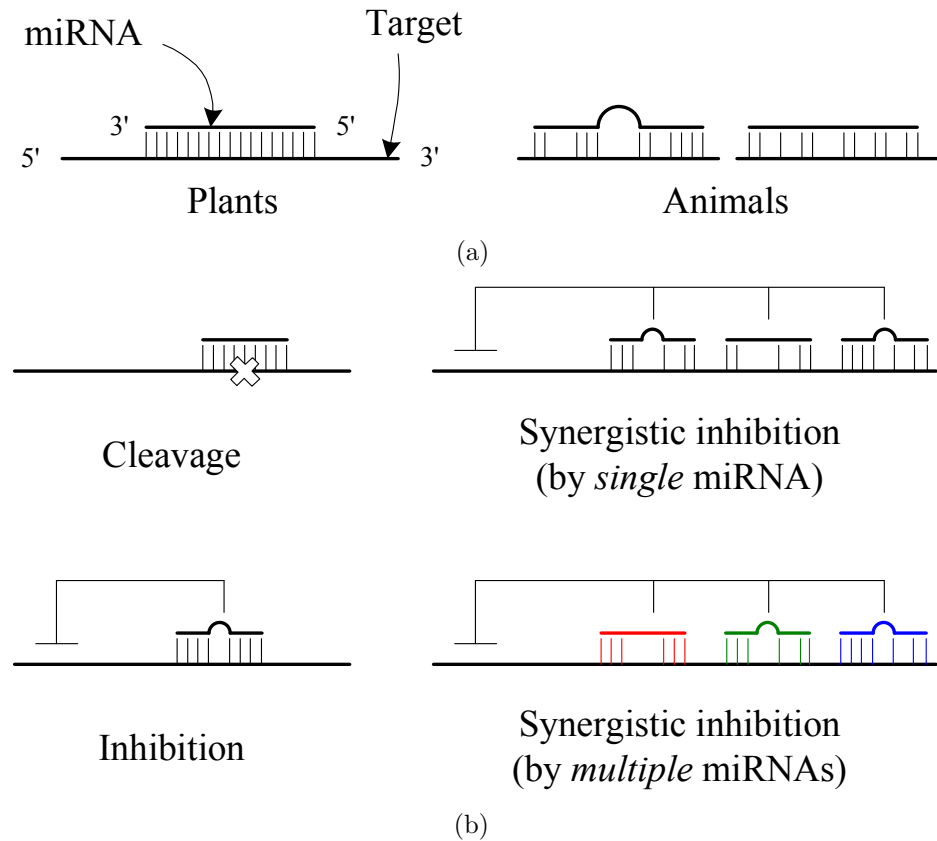 miRNA
Target
3'
5'
5'
3'
Plants
Animals
(a)
Cleavage
Synergistic inhibition
(by single miRNA)
Inhibition
Synergistic inhibition
(by multiple miRNAs)
(b)